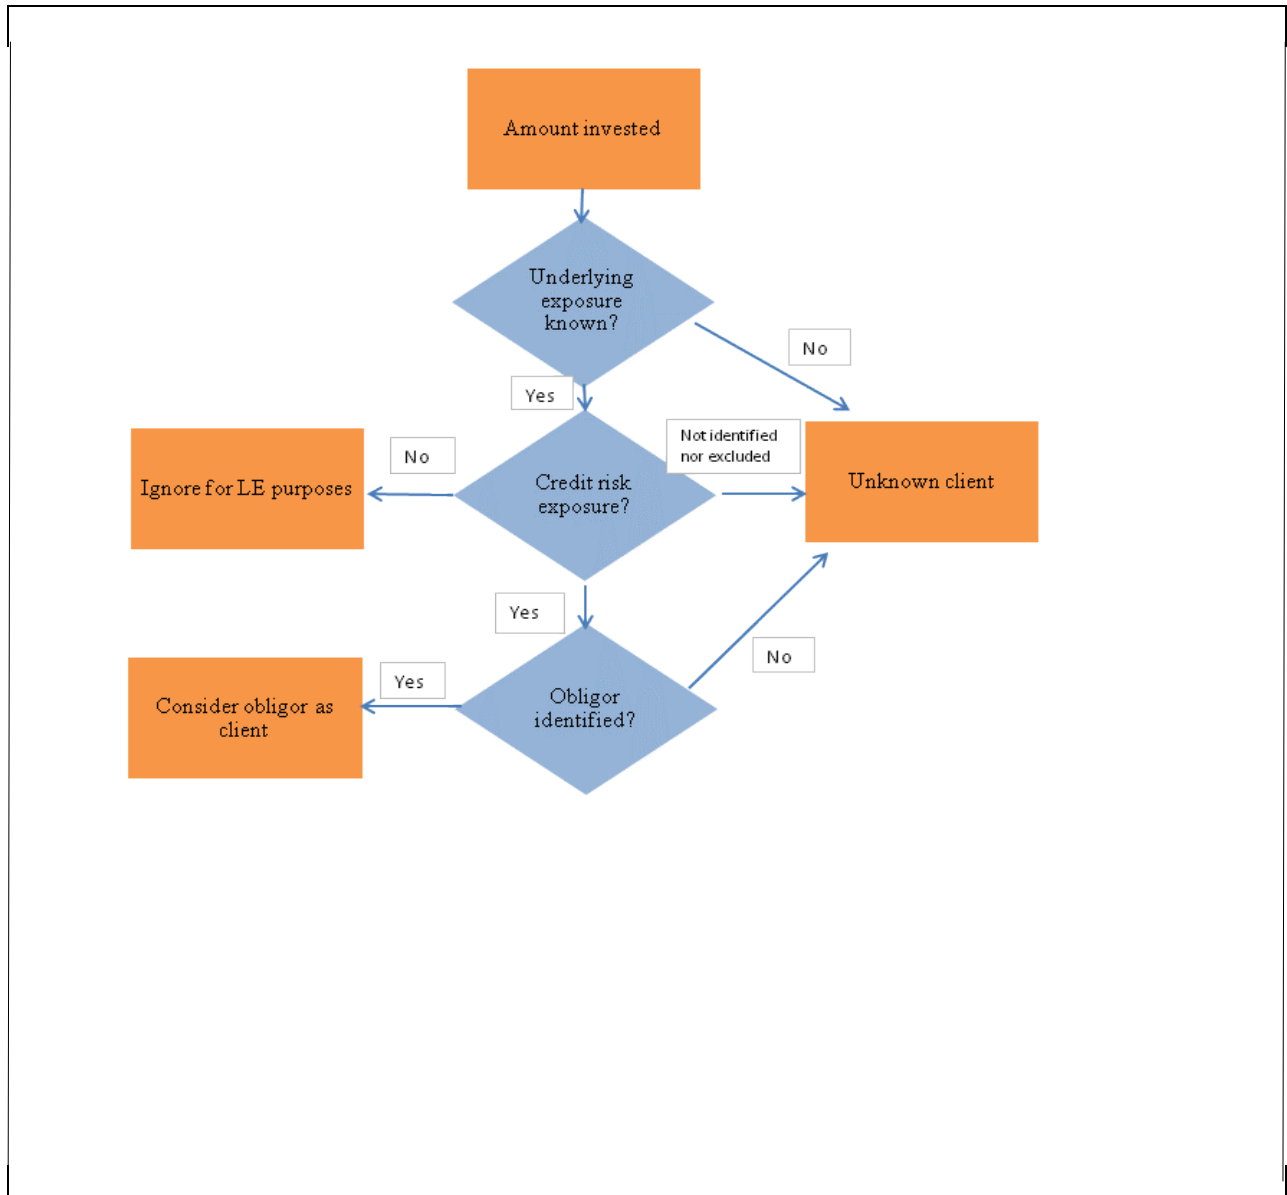 Amount invested
Underlying
exposure
known?
No
Yes
Not identified
nor excluded
No
Ignore for LE purposes
Credit risk
exposure?
Unknown client
Yes
No
Yes
Consider obligor as
client
Obligor
identified?